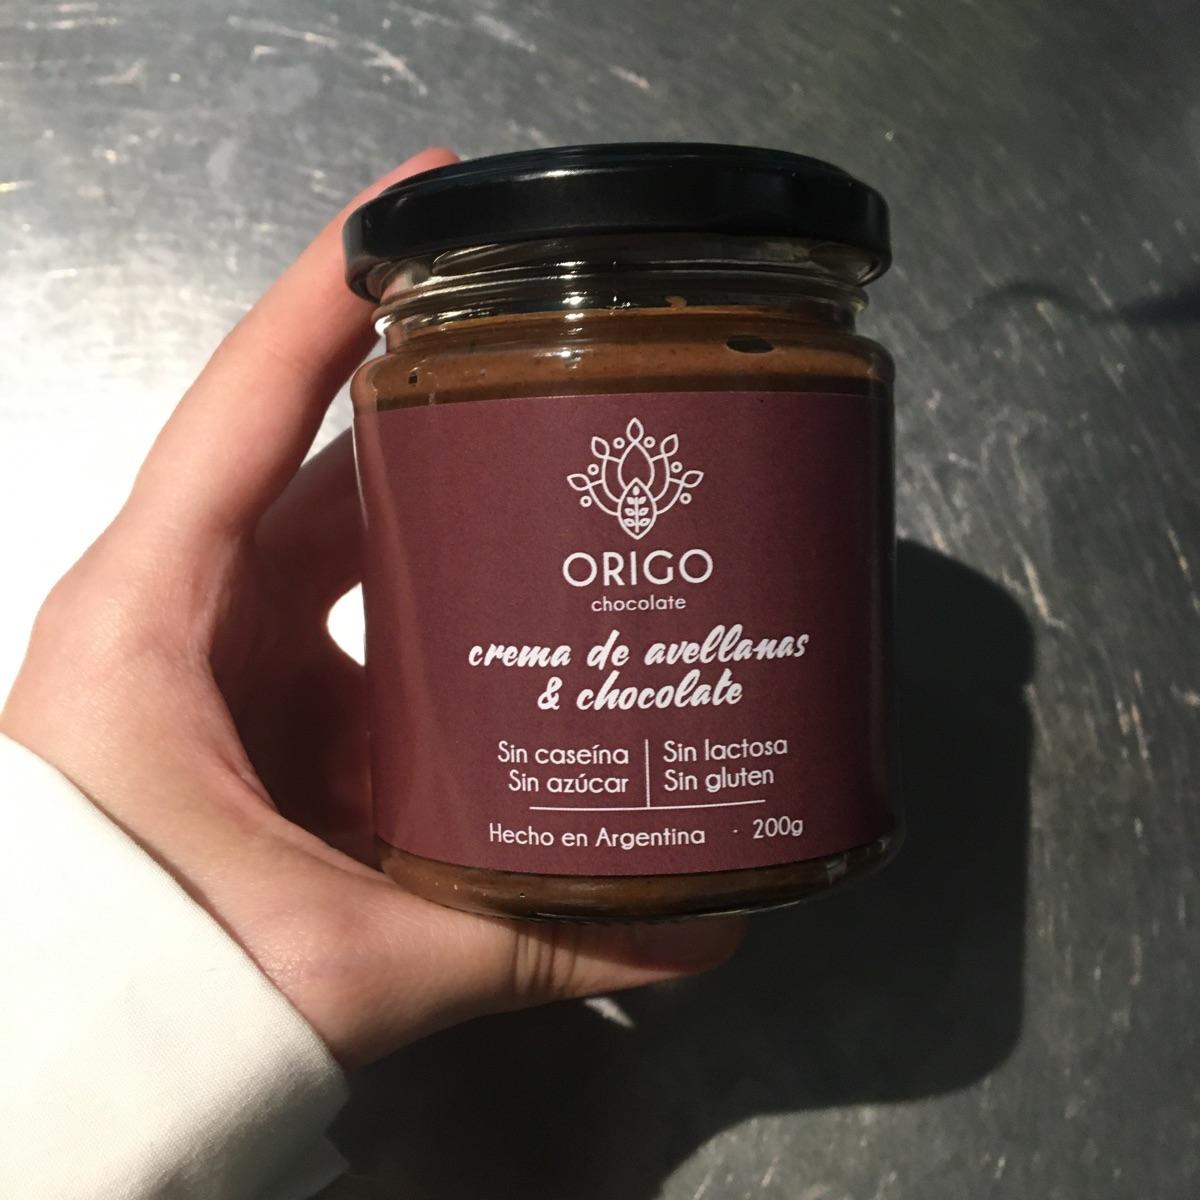 ORIGO
chocolate
crema de avellanas
& chocolate
Sin caseína | Sin lactosa
Sin azúcar | Sin gluten
Hecho en Argentina · 200g